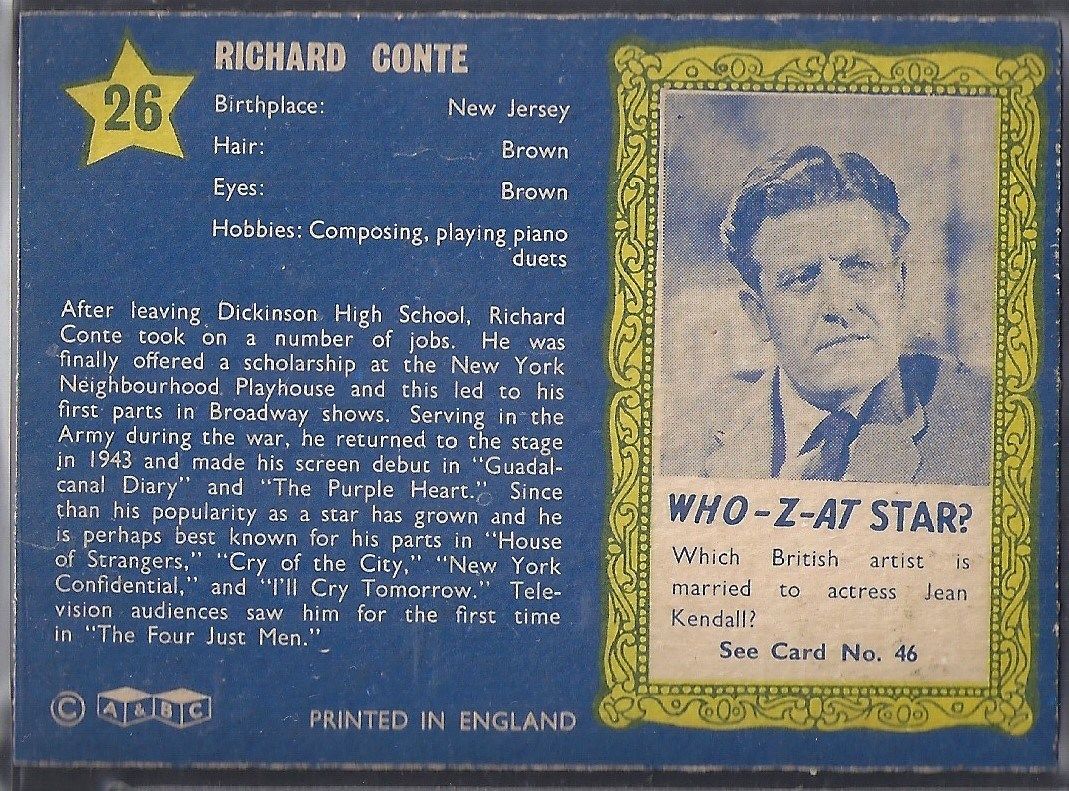 26
RICHARD CONTE
Birthplace: New Jersey
Hair: Brown
Eyes: Brown
Hobbies: Composing, playing piano
duets
After leaving Dickinson High School, Richard
Conte took on a number of jobs. He was
finally offered a scholarship at the New York
Neighbourhood Playhouse and this led to his
first parts in Broadway shows. Serving in the
Army during the war, he returned to the stage
in 1943 and made his screen debut in "Guadal-
canal Diary" and "The Purple Heart." Since
than his popularity as a star has grown and he
is perhaps best known for his parts in "House
of Strangers," "Cry of the City," "New York
Confidential," and "I'll Cry Tomorrow." Tele-
vision audiences saw him for the first time
in "The Four Just Men."
© A & B C
PRINTED IN ENGLAND
WHO-Z-AT STAR?
Which British artist is
married to actress Jean
Kendall?
See Card No. 46